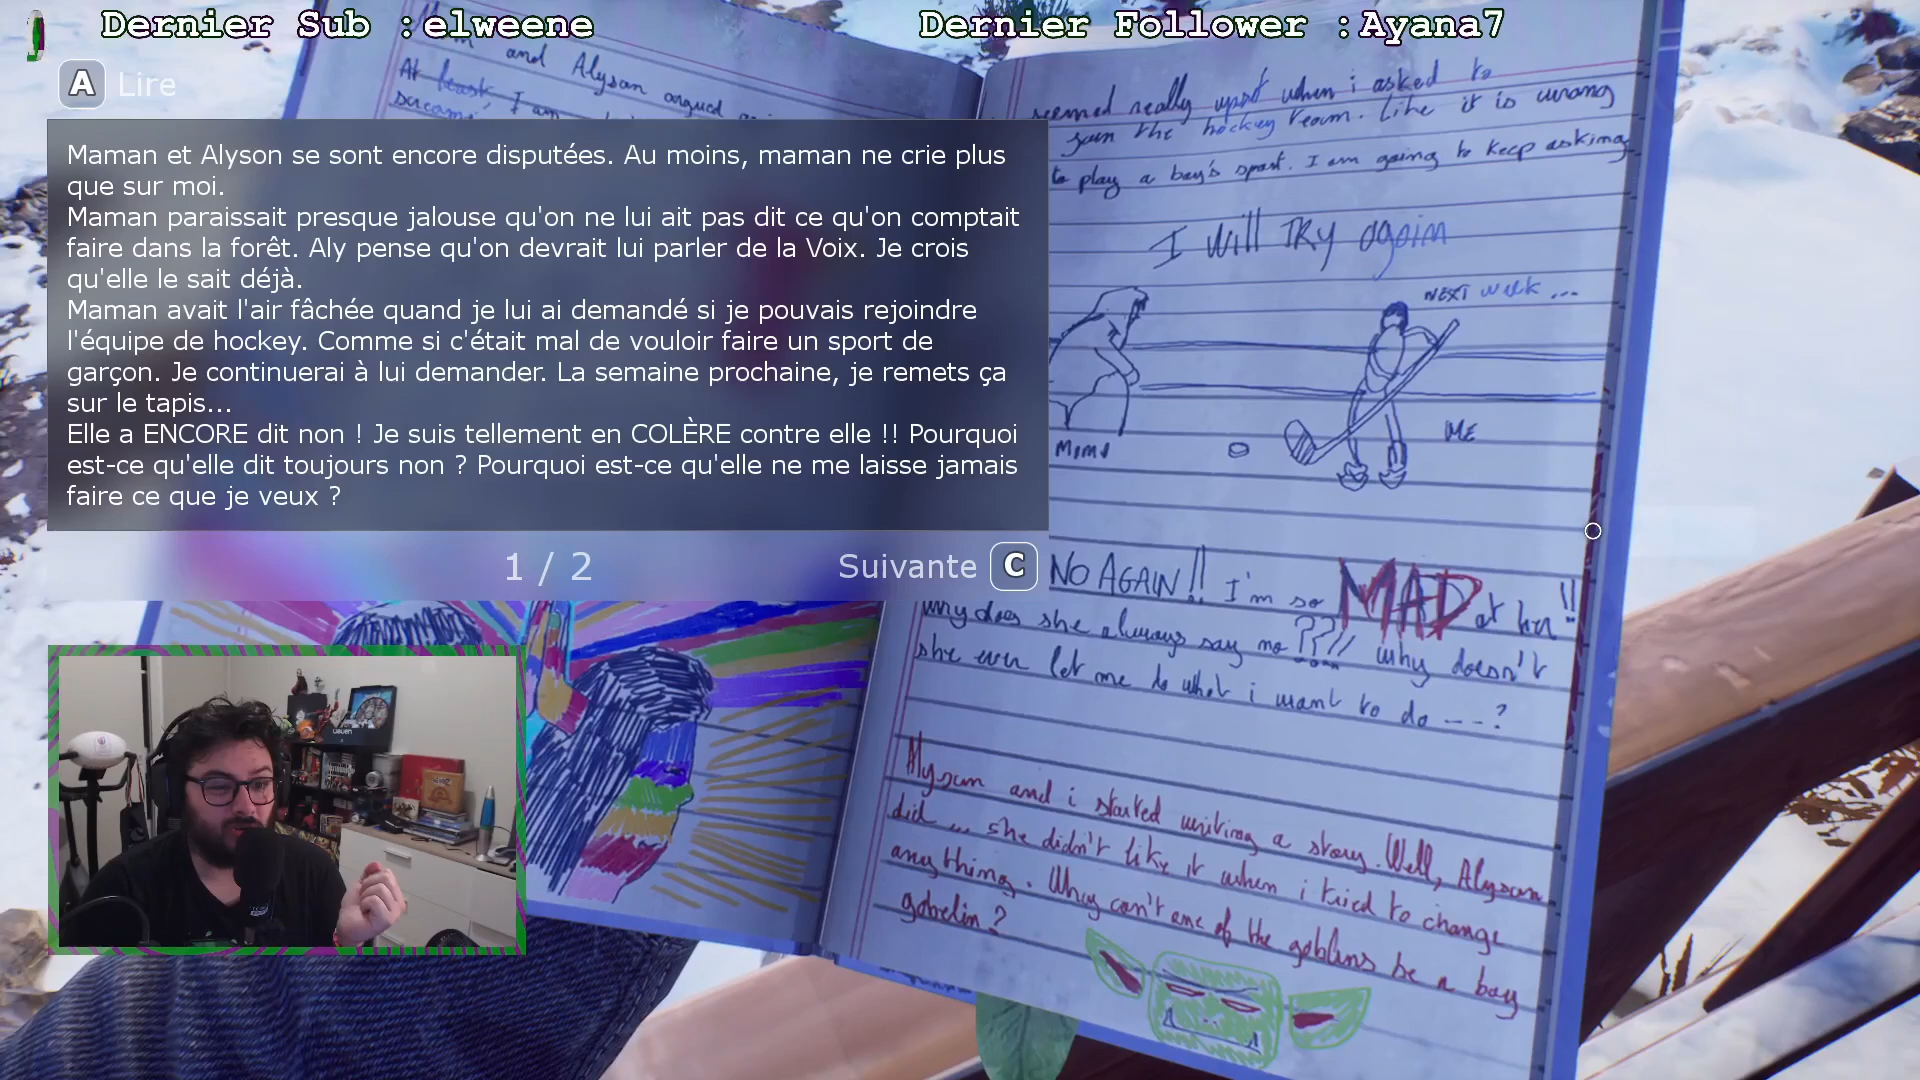 Dernier Sub :elweene
Dernier Follower :Ayana7
A Lire
and Alyson argued
At least, I am
Maman et Alyson se sont encore disputées. Au moins, maman ne crie plus
que sur moi.
Maman paraissait presque jalouse qu'on ne lui ait pas dit ce qu'on comptait
faire dans la forêt. Aly pense qu'on devrait lui parler de la Voix. Je crois
qu'elle le sait déjà.
Maman avait l'air fâchée quand je lui ai demandé si je pouvais rejoindre
l'équipe de hockey. Comme si c'était mal de vouloir faire un sport de
garçon. Je continuerai à lui demander. La semaine prochaine, je remets ça
sur le tapis...
Elle a ENCORE dit non ! Je suis tellement en COLÈRE contre elle !! Pourquoi
est-ce qu'elle dit toujours non ? Pourquoi est-ce qu'elle ne me laisse jamais
faire ce que je veux ?
1 / 2
Suivante C
seemed really upset when i asked to
join the hockey team. Like it is wrong
to play a boy's sport. I am going to keep asking
I will TRY again
NEXT week ...
MOM
ME
NO AGAIN!! I'm so MAD at her!!
why does she always say no ???!! why doesn't
she ever let me do what i want to do ---?
Alyson and i started writing a story. Well, Alyson
did ... she didn't like it when i tried to change
anything. Why can't one of the goblins be a boy
gobelin?